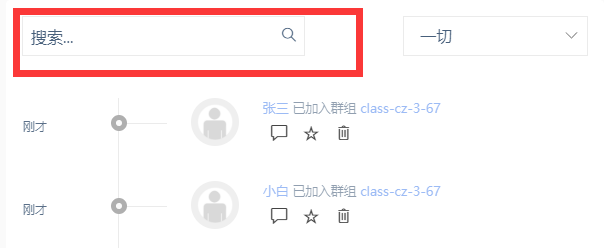 搜索...
一切
刚才
张三 已加入群组 class-cz-3-67
刚才
小白 已加入群组 class-cz-3-67